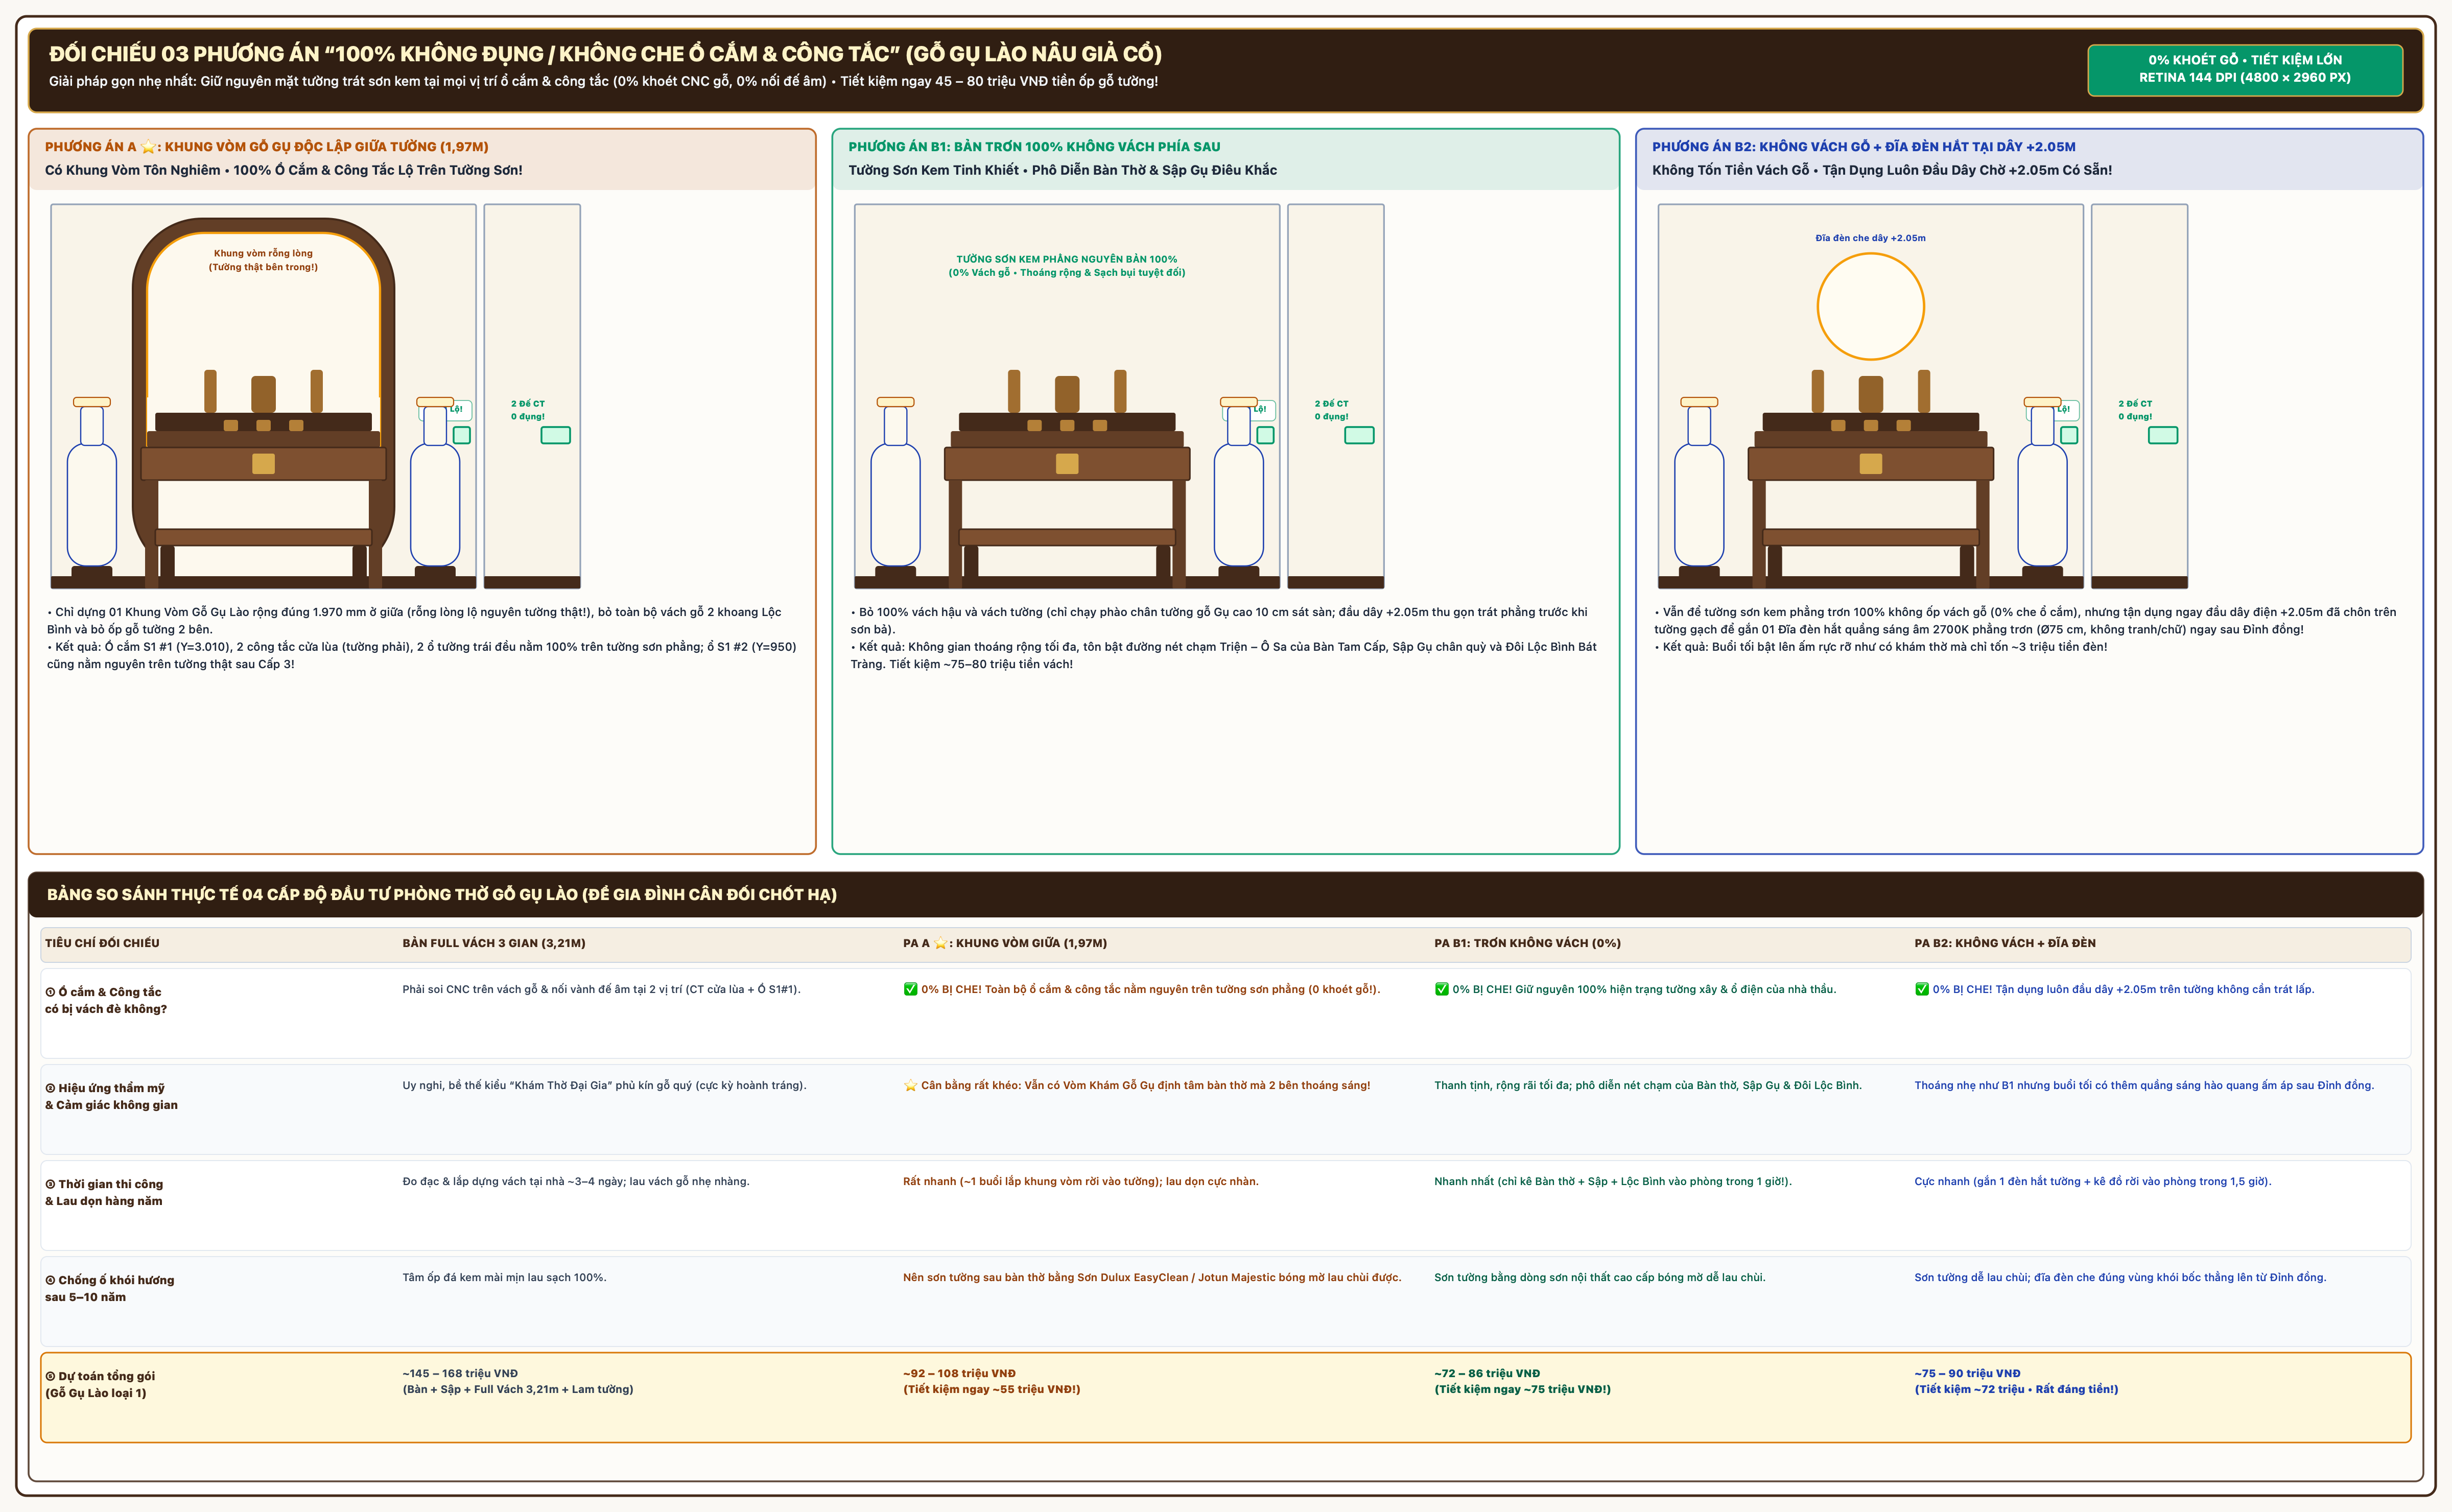 ĐỐI CHIẾU 03 PHƯƠNG ÁN “100% KHÔNG ĐỤNG / KHÔNG CHE Ổ CẮM & CÔNG TẮC” (GỖ GỤ LÀO NÂU GIẢ CỔ)
Giải pháp gọn nhẹ nhất: Giữ nguyên mặt tường trát sơn kem tại mọi vị trí ổ cắm & công tắc (0% khoét CNC gỗ, 0% nối đế âm) • Tiết kiệm ngay 45 – 80 triệu VNĐ tiền ốp gỗ tường!
0% KHOÉT GỖ • TIẾT KIỆM LỚN
RETINA 144 DPI (4800 × 2960 PX)
PHƯƠNG ÁN A ⭐: KHUNG VÒM GỖ GỤ ĐỘC LẬP GIỮA TƯỜNG (1,97M)
Có Khung Vòm Tôn Nghiêm • 100% Ổ Cắm & Công Tắc Lộ Trên Tường Sơn!
Khung vòm rỗng lòng
(Tường thật bên trong!)
Lộ!
2 Đế CT
0 đụng!
• Chỉ dựng 01 Khung Vòm Gỗ Gụ Lào rộng đúng 1.970 mm ở giữa (rỗng lòng lộ nguyên tường thật!), bỏ toàn bộ vách gỗ 2 khoang Lộc
Bình và bỏ ốp gỗ tường 2 bên.
• Kết quả: Ổ cắm S1 #1 (Y=3.010), 2 công tắc cửa lùa (tường phải), 2 ổ tường trái đều nằm 100% trên tường sơn phẳng; ổ S1 #2 (Y=950)
cũng nằm nguyên trên tường thật sau Cấp 3!
PHƯƠNG ÁN B1: BẢN TRƠN 100% KHÔNG VÁCH PHÍA SAU
Tường Sơn Kem Tinh Khiết • Phô Diễn Bàn Thờ & Sập Gụ Điêu Khắc
TƯỜNG SƠN KEM PHẲNG NGUYÊN BẢN 100%
(0% Vách gỗ • Thoáng rộng & Sạch bụi tuyệt đối)
Lộ!
2 Đế CT
0 đụng!
• Bỏ 100% vách hậu và vách tường (chỉ chạy phào chân tường gỗ Gụ cao 10 cm sát sàn; đầu dây +2.05m thu gọn trát phẳng trước khi
sơn bả).
• Kết quả: Không gian thoáng rộng tối đa, tôn bật đường nét chạm Triện – Ô Sa của Bàn Tam Cấp, Sập Gụ chân quỳ và Đôi Lộc Bình Bát
Tràng. Tiết kiệm ~75–80 triệu tiền vách!
PHƯƠNG ÁN B2: KHÔNG VÁCH GỖ + ĐĨA ĐÈN HẮT TẠI DÂY +2.05M
Không Tốn Tiền Vách Gỗ • Tận Dụng Luôn Đầu Dây Chờ +2.05m Có Sẵn!
Đĩa đèn che dây +2.05m
Lộ!
2 Đế CT
0 đụng!
• Vẫn để tường sơn kem phẳng trơn 100% không ốp vách gỗ (0% che ổ cắm), nhưng tận dụng ngay đầu dây điện +2.05m đã chôn trên
tường gạch để gắn 01 Đĩa đèn hắt quầng sáng âm 2700K phẳng trơn (Ø75 cm, không tranh/chữ) ngay sau Đỉnh đồng!
• Kết quả: Buổi tối bật lên ấm rực rỡ như có khám thờ mà chỉ tốn ~3 triệu tiền đèn!
BẢNG SO SÁNH THỰC TẾ 04 CẤP ĐỘ ĐẦU TƯ PHÒNG THỜ GỖ GỤ LÀO (ĐỂ GIA ĐÌNH CÂN ĐỐI CHỐT HẠ)
TIÊU CHÍ ĐỐI CHIẾU
BẢN FULL VÁCH 3 GIAN (3,21M)
PA A ⭐: KHUNG VÒM GIỮA (1,97M)
PA B1: TRƠN KHÔNG VÁCH (0%)
PA B2: KHÔNG VÁCH + ĐĨA ĐÈN
① Ổ cắm & Công tắc
có bị vách đè không?
Phải soi CNC trên vách gỗ & nối vành đế âm tại 2 vị trí (CT cửa lùa + Ổ S1#1).
✅ 0% BỊ CHE! Toàn bộ ổ cắm & công tắc nằm nguyên trên tường sơn phẳng (0 khoét gỗ!).
✅ 0% BỊ CHE! Giữ nguyên 100% hiện trạng tường xây & ổ điện của nhà thầu.
✅ 0% BỊ CHE! Tận dụng luôn đầu dây +2.05m trên tường không cần trát lấp.
② Hiệu ứng thẩm mỹ
& Cảm giác không gian
Uy nghi, bề thế kiểu “Khám Thờ Đại Gia” phủ kín gỗ quý (cực kỳ hoành tráng).
⭐ Cân bằng rất khéo: Vẫn có Vòm Khám Gỗ Gụ định tâm bàn thờ mà 2 bên thoáng sáng!
Thanh tịnh, rộng rãi tối đa; phô diễn nét chạm của Bàn thờ, Sập Gụ & Đôi Lộc Bình.
Thoáng nhẹ như B1 nhưng buổi tối có thêm quầng sáng hào quang ấm áp sau Đỉnh đồng.
③ Thời gian thi công
& Lau dọn hàng năm
Đo đạc & lắp dựng vách tại nhà ~3–4 ngày; lau vách gỗ nhẹ nhàng.
Rất nhanh (~1 buổi lắp khung vòm rời vào tường); lau dọn cực nhàn.
Nhanh nhất (chỉ kê Bàn thờ + Sập + Lộc Bình vào phòng trong 1 giờ!).
Cực nhanh (gắn 1 đèn hắt tường + kê đồ rời vào phòng trong 1,5 giờ).
④ Chống ố khói hương
sau 5–10 năm
Tâm ốp đá kem mài mịn lau sạch 100%.
Nên sơn tường sau bàn thờ bằng Sơn Dulux EasyClean / Jotun Majestic bóng mờ lau chùi được.
Sơn tường bằng dòng sơn nội thất cao cấp bóng mờ dễ lau chùi.
Sơn tường dễ lau chùi; đĩa đèn che đúng vùng khói bốc thẳng lên từ Đỉnh đồng.
⑤ Dự toán tổng gói
(Gỗ Gụ Lào loại 1)
~145 – 168 triệu VNĐ
(Bàn + Sập + Full Vách 3,21m + Lam tường)
~92 – 108 triệu VNĐ
(Tiết kiệm ngay ~55 triệu VNĐ!)
~72 – 86 triệu VNĐ
(Tiết kiệm ngay ~75 triệu VNĐ!)
~75 – 90 triệu VNĐ
(Tiết kiệm ~72 triệu • Rất đáng tiền!)